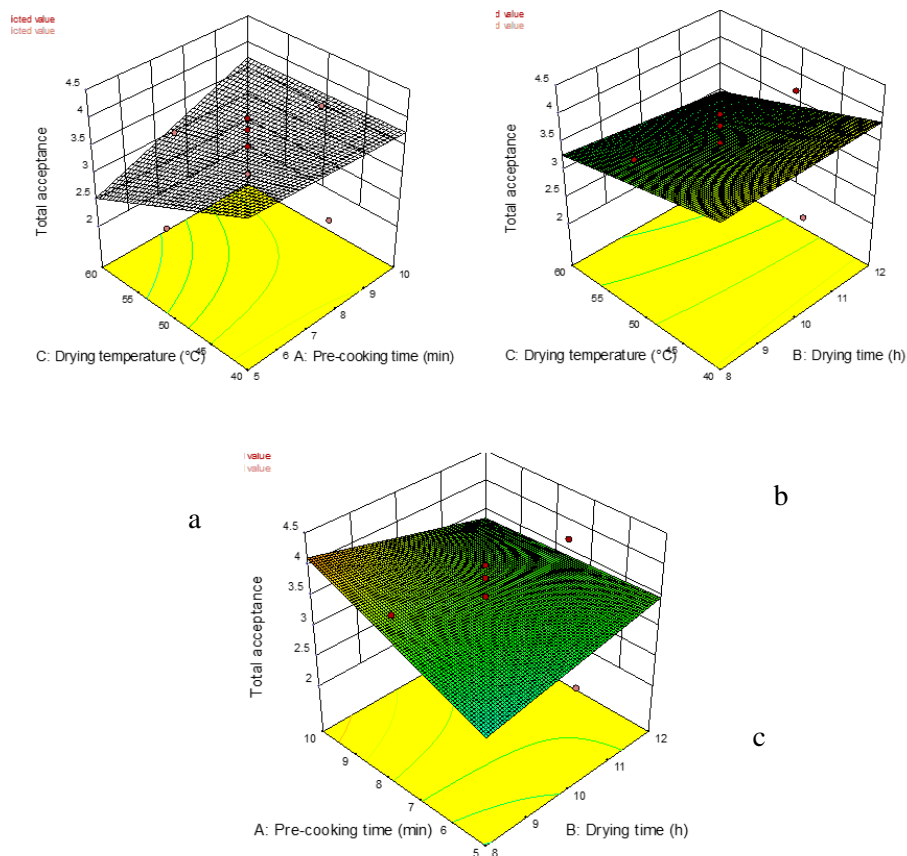 icted value
icted value
4.5
4
3.5
3
2.5
2
Total acceptance
60
55
50
45
40
C: Drying temperature (°C)
5
6
7
8
9
10
A: Pre-cooking time (min)
d value
d value
4.5
4
3.5
3
2.5
2
Total acceptance
60
55
50
45
40
C: Drying temperature (°C)
8
9
10
11
12
B: Drying time (h)
a
b
value
value
4.5
4
3.5
3
2.5
2
Total acceptance
10
9
8
7
6
5
A: Pre-cooking time (min)
8
9
10
11
12
B: Drying time (h)
c